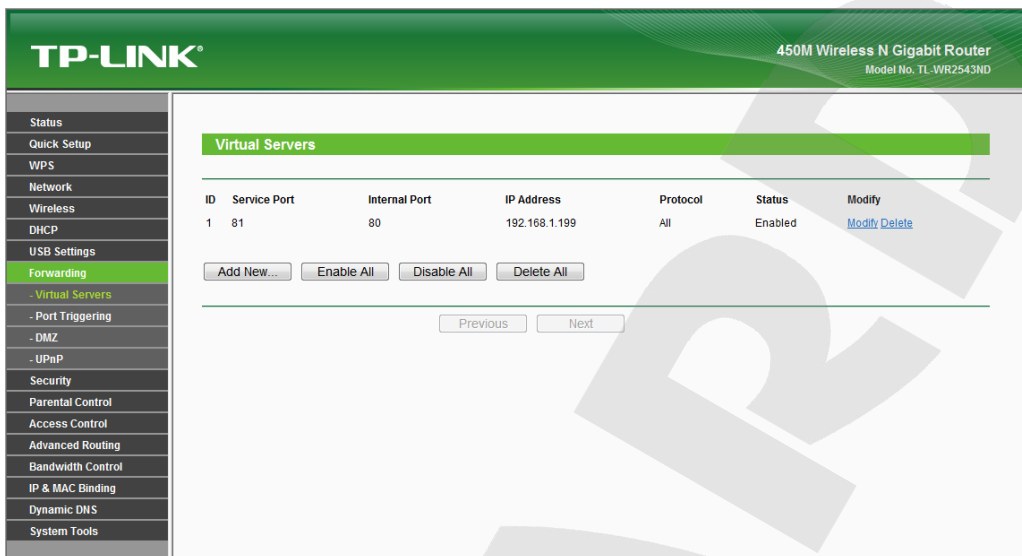 TP-LINK®
450M Wireless N Gigabit Router
Model No. TL-WR2543ND
Status
Quick Setup
WPS
Network
Wireless
DHCP
USB Settings
Forwarding
- Virtual Servers
- Port Triggering
- DMZ
- UPnP
Security
Parental Control
Access Control
Advanced Routing
Bandwidth Control
IP & MAC Binding
Dynamic DNS
System Tools
Virtual Servers
ID Service Port Internal Port IP Address Protocol Status Modify
1 81 80 192.168.1.199 All Enabled Modify Delete
Add New... Enable All Disable All Delete All
Previous Next